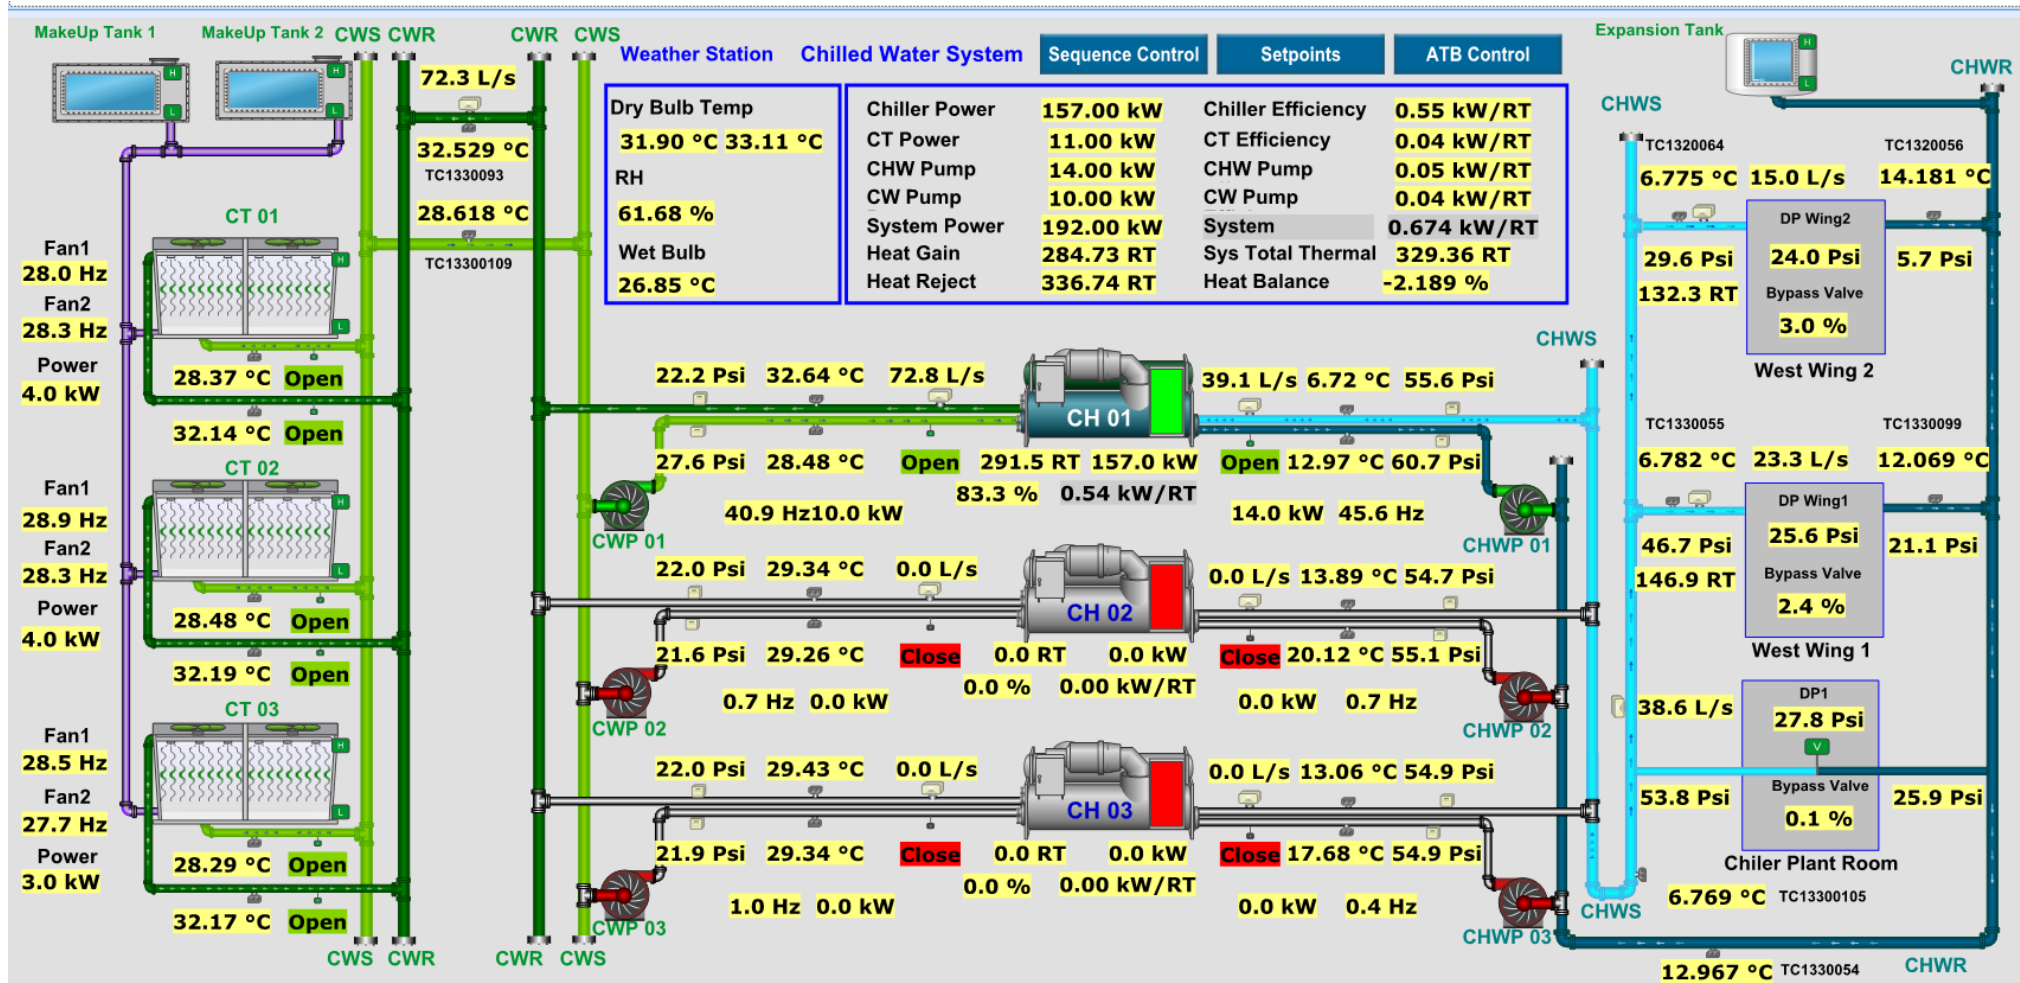 MakeUp Tank 1
MakeUp Tank 2
CWS CWR
CWR CWS
H
L
H
L
72.3 L/s
32.529 °C
TC1330093
28.618 °C
TC13300109
Weather Station
Chilled Water System
Sequence Control
Setpoints
ATB Control
Dry Bulb Temp
31.90 °C 33.11 °C
RH
61.68 %
Wet Bulb
26.85 °C
Chiller Power 157.00 kW Chiller Efficiency 0.55 kW/RT
CT Power 11.00 kW CT Efficiency 0.04 kW/RT
CHW Pump 14.00 kW CHW Pump 0.05 kW/RT
CW Pump 10.00 kW CW Pump 0.04 kW/RT
System Power 192.00 kW System 0.674 kW/RT
Heat Gain 284.73 RT Sys Total Thermal 329.36 RT
Heat Reject 336.74 RT Heat Balance -2.189 %
Expansion Tank
H
L
CHWR
CHWS
CT 01
Fan1
28.0 Hz
Fan2
28.3 Hz
Power
4.0 kW
H
L
28.37 °C Open
32.14 °C Open
CT 02
Fan1
28.9 Hz
Fan2
28.3 Hz
Power
4.0 kW
H
L
28.48 °C Open
32.19 °C Open
CT 03
Fan1
28.5 Hz
Fan2
27.7 Hz
Power
3.0 kW
H
L
28.29 °C Open
32.17 °C Open
CWS CWR
CWR CWS
22.2 Psi 32.64 °C 72.8 L/s
CH 01
39.1 L/s 6.72 °C 55.6 Psi
27.6 Psi 28.48 °C Open 291.5 RT 157.0 kW Open 12.97 °C 60.7 Psi
83.3 % 0.54 kW/RT
40.9 Hz 10.0 kW
14.0 kW 45.6 Hz
CWP 01
CHWP 01
22.0 Psi 29.34 °C 0.0 L/s
CH 02
0.0 L/s 13.89 °C 54.7 Psi
21.6 Psi 29.26 °C Close 0.0 RT 0.0 kW Close 20.12 °C 55.1 Psi
0.0 % 0.00 kW/RT
0.7 Hz 0.0 kW
0.0 kW 0.7 Hz
CWP 02
CHWP 02
22.0 Psi 29.43 °C 0.0 L/s
CH 03
0.0 L/s 13.06 °C 54.9 Psi
21.9 Psi 29.34 °C Close 0.0 RT 0.0 kW Close 17.68 °C 54.9 Psi
0.0 % 0.00 kW/RT
1.0 Hz 0.0 kW
0.0 kW 0.4 Hz
CWP 03
CHWP 03
CHWS
TC1320064
TC1320056
6.775 °C 15.0 L/s 14.181 °C
DP Wing2
29.6 Psi 24.0 Psi 5.7 Psi
132.3 RT
Bypass Valve
3.0 %
West Wing 2
TC1330055
TC1330099
6.782 °C 23.3 L/s 12.069 °C
DP Wing1
46.7 Psi 25.6 Psi 21.1 Psi
146.9 RT
Bypass Valve
2.4 %
West Wing 1
DP1
38.6 L/s 27.8 Psi
V
Bypass Valve
53.8 Psi 0.1 % 25.9 Psi
Chiler Plant Room
6.769 °C TC13300105
CHWS
12.967 °C TC1330054
CHWR